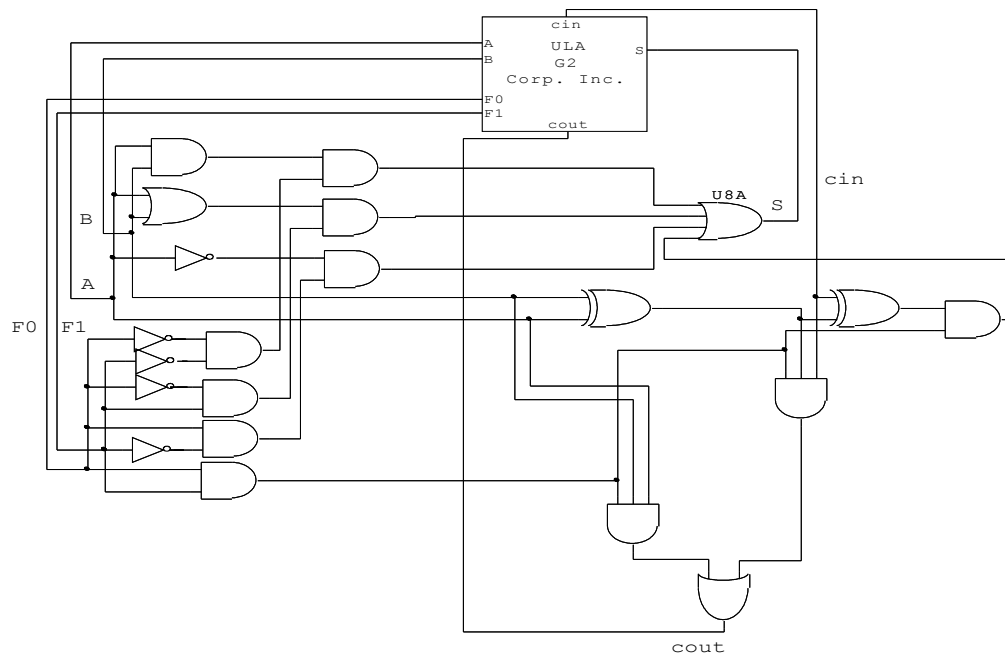 cin
A ULA S
B G2
Corp. Inc.
F0
F1
cout
cin
U8A
S
B
A
F0 F1
cout